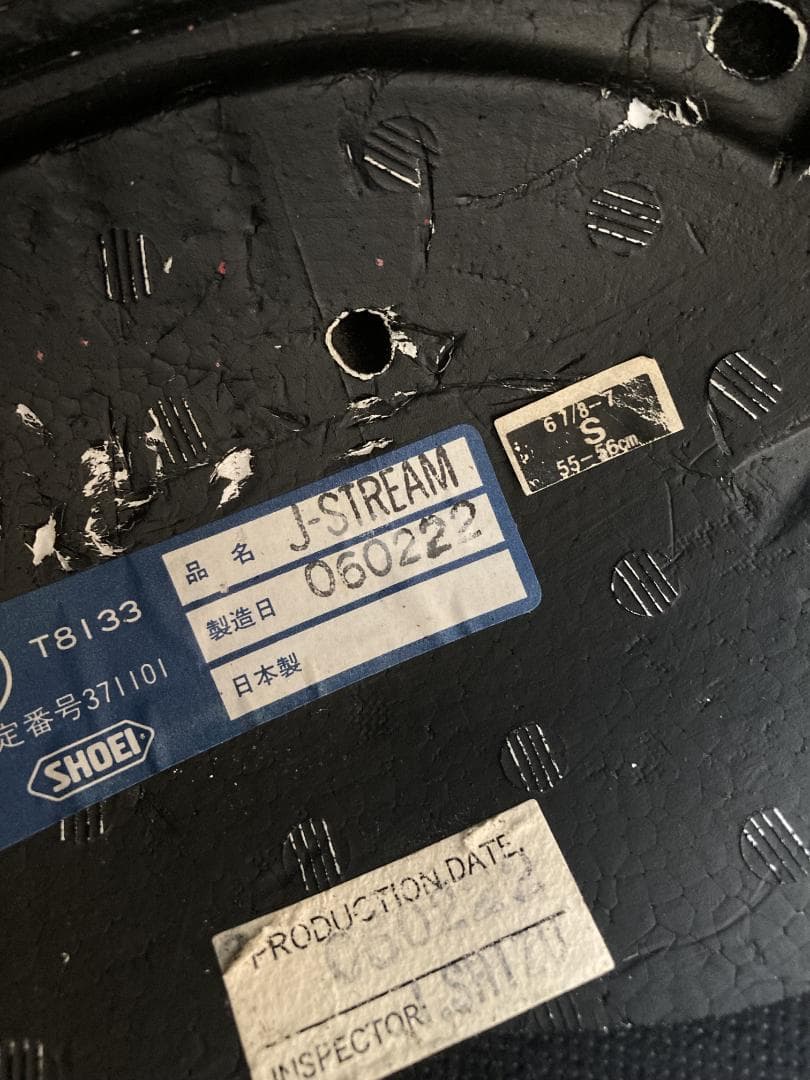 6 7/8-7
S
55-56cm
品名 J-STREAM
製造日 060222
日本製
T8133
定番号371101
SHOEI
PRODUCTION DATE
060222
INSPECTOR I.SAITOU